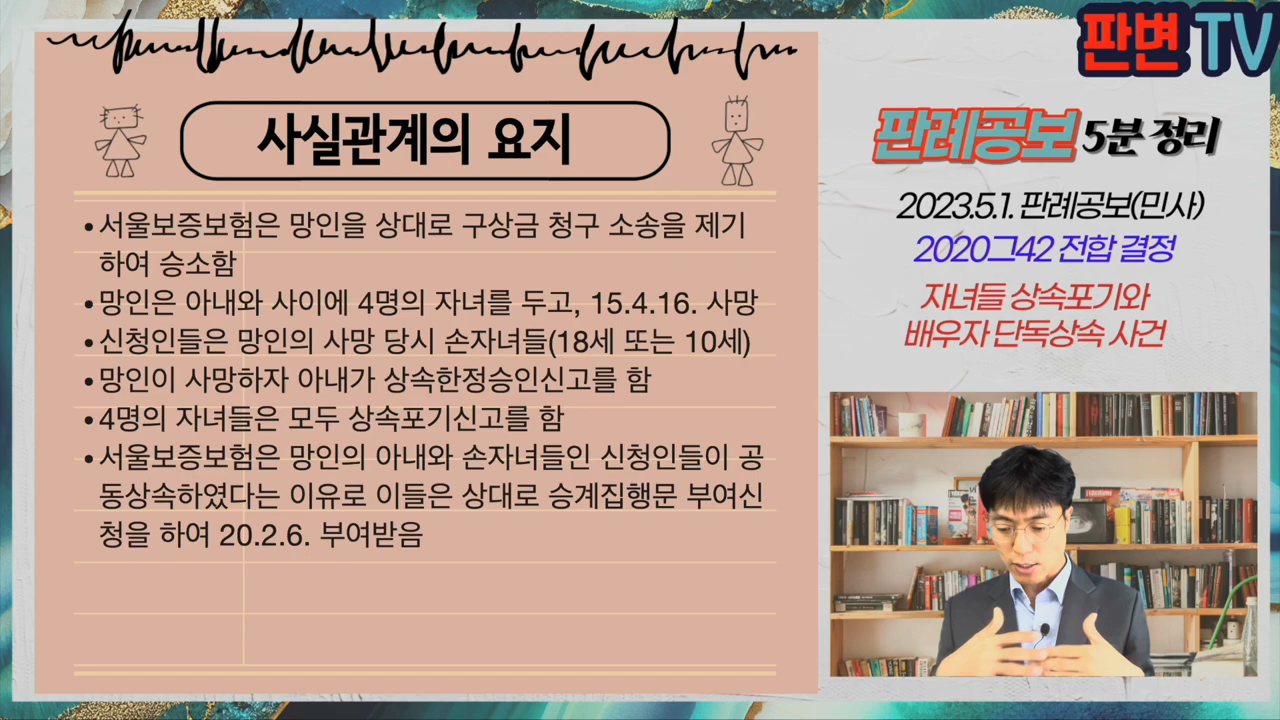 판변 TV
사실관계의 요지
• 서울보증보험은 망인을 상대로 구상금 청구 소송을 제기
하여 승소함
• 망인은 아내와 사이에 4명의 자녀를 두고, 15.4.16. 사망
• 신청인들은 망인의 사망 당시 손자녀들(18세 또는 10세)
• 망인이 사망하자 아내가 상속한정승인신고를 함
• 4명의 자녀들은 모두 상속포기신고를 함
• 서울보증보험은 망인의 아내와 손자녀들인 신청인들이 공
동상속하였다는 이유로 이들은 상대로 승계집행문 부여신
청을 하여 20.2.6. 부여받음
판례공보 5분 정리
2023.5.1. 판례공보(민사)
2020그42 전합 결정
자녀들 상속포기와
배우자 단독상속 사건